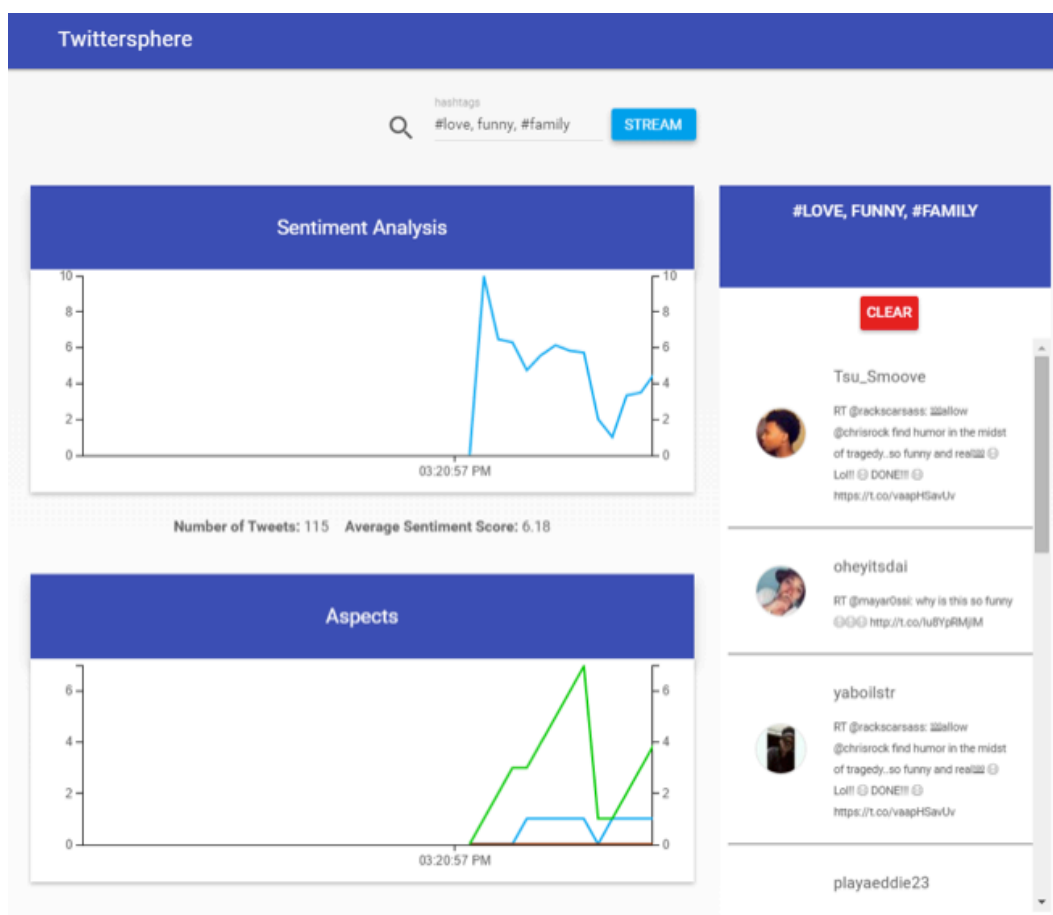 Twittersphere
hashtags
#love, funny, #family
STREAM
Sentiment Analysis
10
8
6
4
2
0
10
8
6
4
2
0
03:20:57 PM
Number of Tweets: 115 Average Sentiment Score: 6.18
Aspects
6
4
2
0
6
4
2
0
03:20:57 PM
#LOVE, FUNNY, #FAMILY
CLEAR
Tsu_Smoove
RT @rackscarsass: allow
@chrisrock find humor in the midst
of tragedy..so funny and real
Lol!! DONE!!!
https://t.co/vaapHSavUv
oheyitsdai
RT @mayar0ssi: why is this so funny
http://t.co/lu8YpRMjIM
yaboilstr
RT @rackscarsass: allow
@chrisrock find humor in the midst
of tragedy..so funny and real
Lol!! DONE!!!
https://t.co/vaapHSavUv
playaeddie23